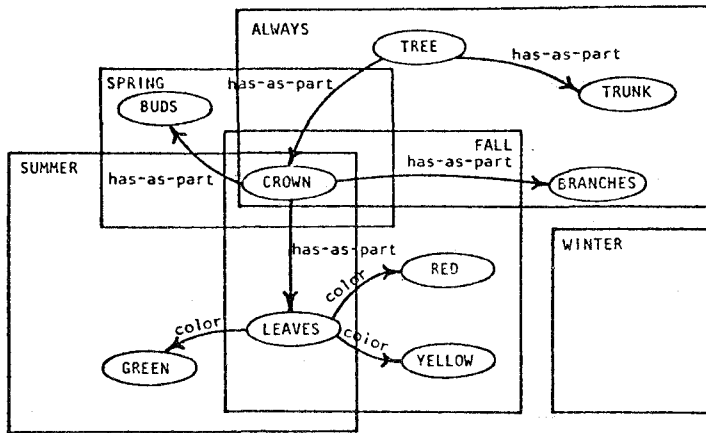 ALWAYS
TREE
has-as-part
TRUNK
SPRING
has-as-part
BUDS
FALL
has-as-part
SUMMER
has-as-part
CROWN
BRANCHES
WINTER
has-as-part
RED
color
color
LEAVES
color
GREEN
YELLOW